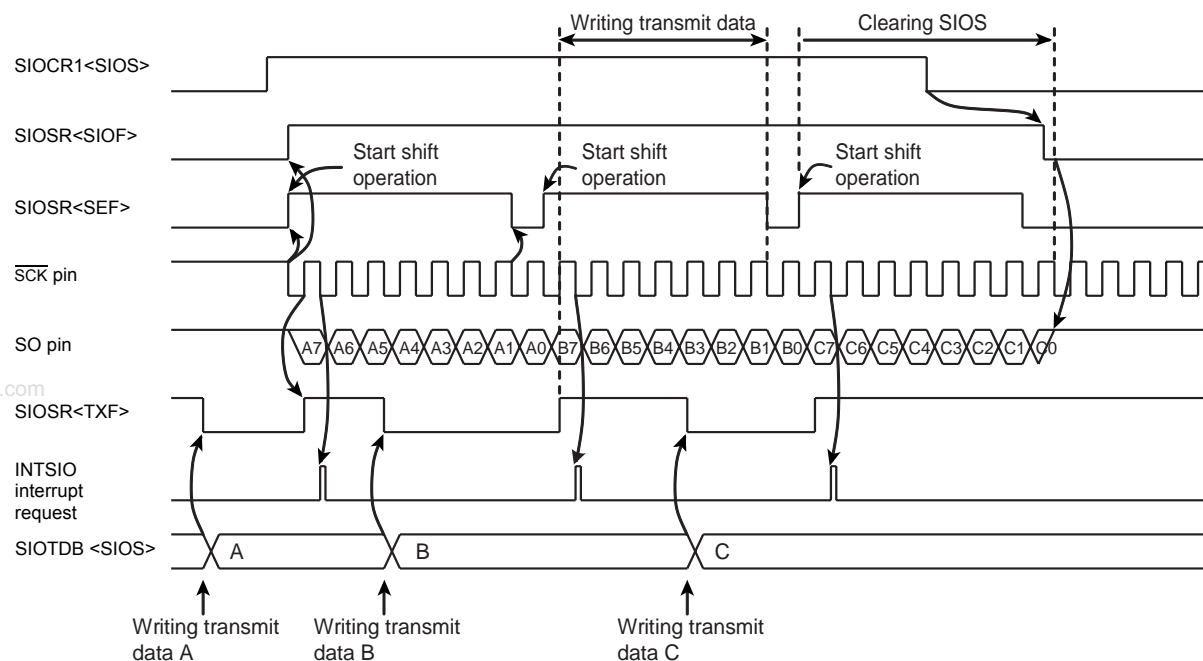 Writing transmit data
Clearing SIOS
SIOCR1<SIOS>
SIOSR<SIOF>
Start shift
operation
Start shift
operation
Start shift
operation
SIOSR<SEF>
SCK pin
SO pin
A7 A6 A5 A4 A3 A2 A1 A0 B7 B6 B5 B4 B3 B2 B1 B0 C7 C6 C5 C4 C3 C2 C1 C0
.com
SIOSR<TXF>
INTSIO
interrupt
request
SIOTDB <SIOS>
A
B
C
Writing transmit
data A
Writing transmit
data B
Writing transmit
data C